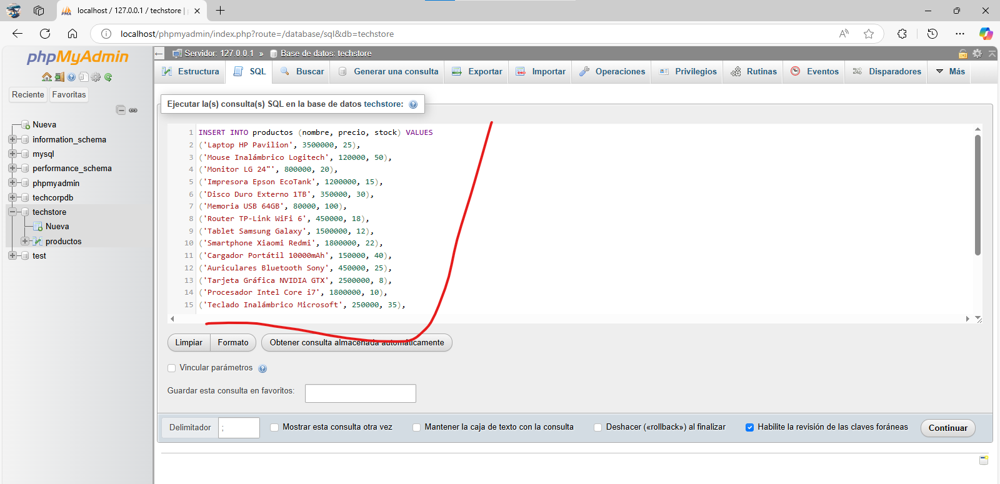 localhost / 127.0.0.1 / techstore |
localhost/phpmyadmin/index.php?route=/database/sql&db=techstore
phpMyAdmin
Reciente Favoritas
Nueva
information_schema
mysql
performance_schema
phpmyadmin
techcorpdb
techstore
Nueva
productos
test
Servidor: 127.0.0.1 » Base de datos: techstore
Estructura SQL Buscar Generar una consulta Exportar Importar Operaciones Privilegios Rutinas Eventos Disparadores Más
Ejecutar la(s) consulta(s) SQL en la base de datos techstore:
1 INSERT INTO productos (nombre, precio, stock) VALUES
2 ('Laptop HP Pavilion', 3500000, 25),
3 ('Mouse Inalámbrico Logitech', 120000, 50),
4 ('Monitor LG 24"', 800000, 20),
5 ('Impresora Epson EcoTank', 1200000, 15),
6 ('Disco Duro Externo 1TB', 350000, 30),
7 ('Memoria USB 64GB', 80000, 100),
8 ('Router TP-Link WiFi 6', 450000, 18),
9 ('Tablet Samsung Galaxy', 1500000, 12),
10 ('Smartphone Xiaomi Redmi', 1800000, 22),
11 ('Cargador Portátil 10000mAh', 150000, 40),
12 ('Auriculares Bluetooth Sony', 450000, 25),
13 ('Tarjeta Gráfica NVIDIA GTX', 2500000, 8),
14 ('Procesador Intel Core i7', 1800000, 10),
15 ('Teclado Inalámbrico Microsoft', 250000, 35),
Limpiar Formato Obtener consulta almacenada automáticamente
Vincular parámetros
Guardar esta consulta en favoritos:
Delimitador ; Mostrar esta consulta otra vez Mantener la caja de texto con la consulta Deshacer («rollback») al finalizar Habilite la revisión de las claves foráneas Continuar